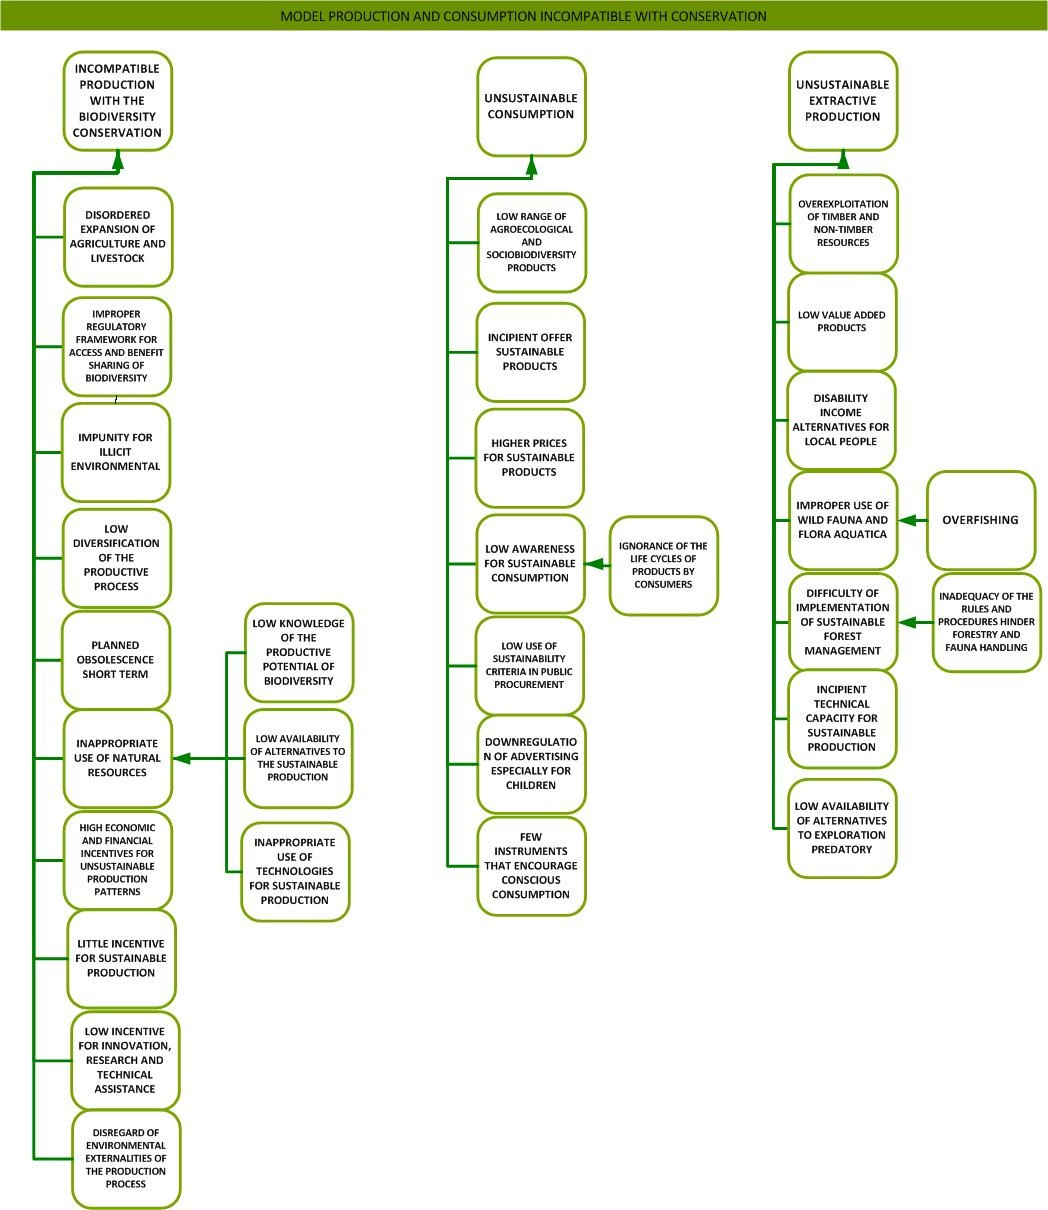 MODEL PRODUCTION AND CONSUMPTION INCOMPATIBLE WITH CONSERVATION
INCOMPATIBLE
PRODUCTION
WITH THE
BIODIVERSITY
CONSERVATION
DISORDERED
EXPANSION OF
AGRICULTURE AND
LIVESTOCK
IMPROPER
REGULATORY
FRAMEWORK FOR
ACCESS AND BENEFIT
SHARING OF
BIODIVERSITY
IMPUNITY FOR
ILLICIT
ENVIRONMENTAL
LOW
DIVERSIFICATION
OF THE
PRODUCTIVE
PROCESS
PLANNED
OBSOLESCENCE
SHORT TERM
INAPPROPRIATE
USE OF NATURAL
RESOURCES
LOW KNOWLEDGE
OF THE
PRODUCTIVE
POTENTIAL OF
BIODIVERSITY
LOW AVAILABILITY
OF ALTERNATIVES TO
THE SUSTAINABLE
PRODUCTION
INAPPROPRIATE
USE OF
TECHNOLOGIES
FOR SUSTAINABLE
PRODUCTION
HIGH ECONOMIC
AND FINANCIAL
INCENTIVES FOR
UNSUSTAINABLE
PRODUCTION
PATTERNS
LITTLE INCENTIVE
FOR SUSTAINABLE
PRODUCTION
LOW INCENTIVE
FOR INNOVATION,
RESEARCH AND
TECHNICAL
ASSISTANCE
DISREGARD OF
ENVIRONMENTAL
EXTERNALITIES OF
THE PRODUCTION
PROCESS
UNSUSTAINABLE
CONSUMPTION
LOW RANGE OF
AGROECOLOGICAL
AND
SOCIOBIODIVERSITY
PRODUCTS
INCIPIENT OFFER
SUSTAINABLE
PRODUCTS
HIGHER PRICES
FOR SUSTAINABLE
PRODUCTS
LOW AWARENESS
FOR SUSTAINABLE
CONSUMPTION
IGNORANCE OF THE
LIFE CYCLES OF
PRODUCTS BY
CONSUMERS
LOW USE OF
SUSTAINABILITY
CRITERIA IN PUBLIC
PROCUREMENT
DOWNREGULATIO
N OF ADVERTISING
ESPECIALLY FOR
CHILDREN
FEW
INSTRUMENTS
THAT ENCOURAGE
CONSCIOUS
CONSUMPTION
UNSUSTAINABLE
EXTRACTIVE
PRODUCTION
OVEREXPLOITATION
OF TIMBER AND
NON-TIMBER
RESOURCES
LOW VALUE ADDED
PRODUCTS
DISABILITY
INCOME
ALTERNATIVES FOR
LOCAL PEOPLE
IMPROPER USE OF
WILD FAUNA AND
FLORA AQUATICA
OVERFISHING
DIFFICULTY OF
IMPLEMENTATION
OF SUSTAINABLE
FOREST
MANAGEMENT
INADEQUACY OF THE
RULES AND
PROCEDURES HINDER
FORESTRY AND
FAUNA HANDLING
INCIPIENT
TECHNICAL
CAPACITY FOR
SUSTAINABLE
PRODUCTION
LOW AVAILABILITY
OF ALTERNATIVES
TO EXPLORATION
PREDATORY